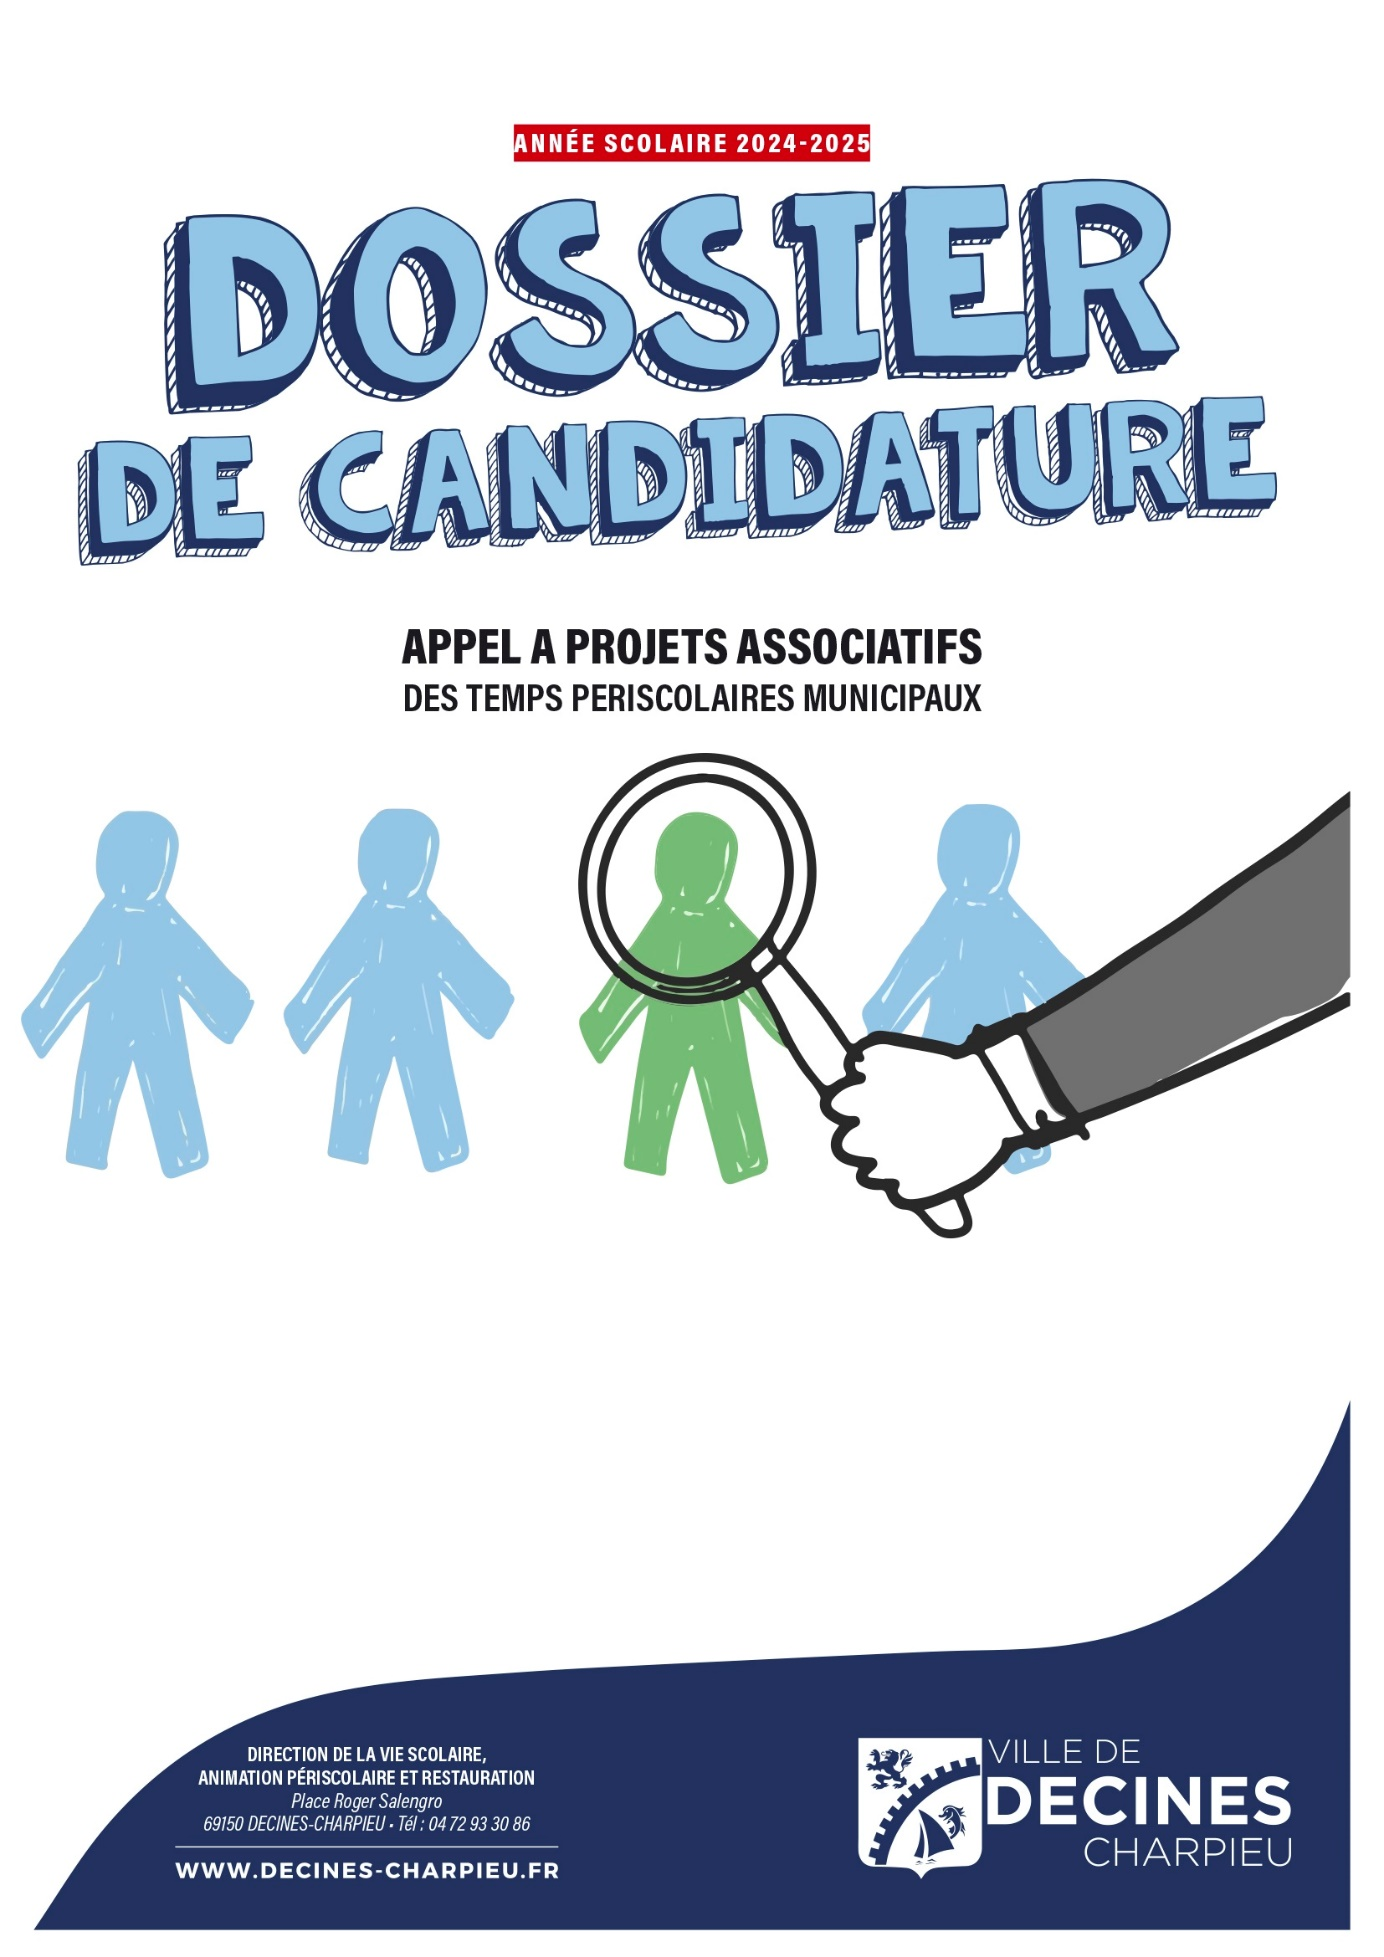 ANNÉE SCOLAIRE 2024-2025
DOSSIER
DE CANDIDATURE
APPEL A PROJETS ASSOCIATIFS
DES TEMPS PERISCOLAIRES MUNICIPAUX
DIRECTION DE LA VIE SCOLAIRE,
ANIMATION PÉRISCOLAIRE ET RESTAURATION
Place Roger Salengro
69150 DECINES-CHARPIEU • Tél : 04 72 93 30 86
WWW.DECINES-CHARPIEU.FR
VILLE DE
DECINES
CHARPIEU